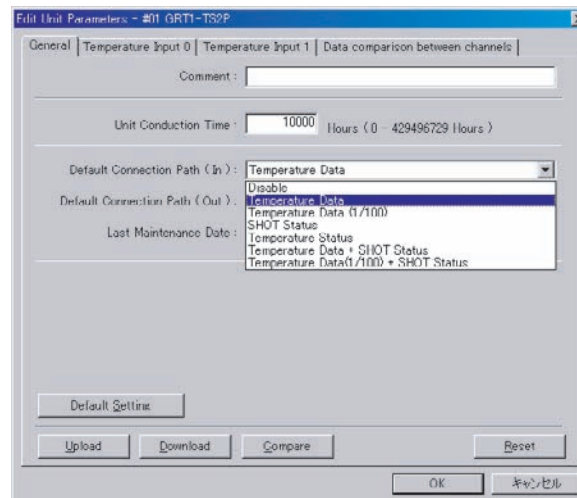 Edit Unit Parameters - #01 GRT1-TS2P
General | Temperature Input 0 | Temperature Input 1 | Data comparison between channels
Comment :
Unit Conduction Time : 10000 Hours ( 0 - 429496729 Hours )
Default Connection Path ( In ) : Temperature Data
Disable
Default Connection Path ( Out ) :
Temperature Data
Temperature Data (1/100)
SHOT Status
Last Maintenance Date :
Temperature Status
Temperature Data + SHOT Status
Temperature Data(1/100) + SHOT Status
Default Setting
Upload Download Compare Reset
OK キャンセル